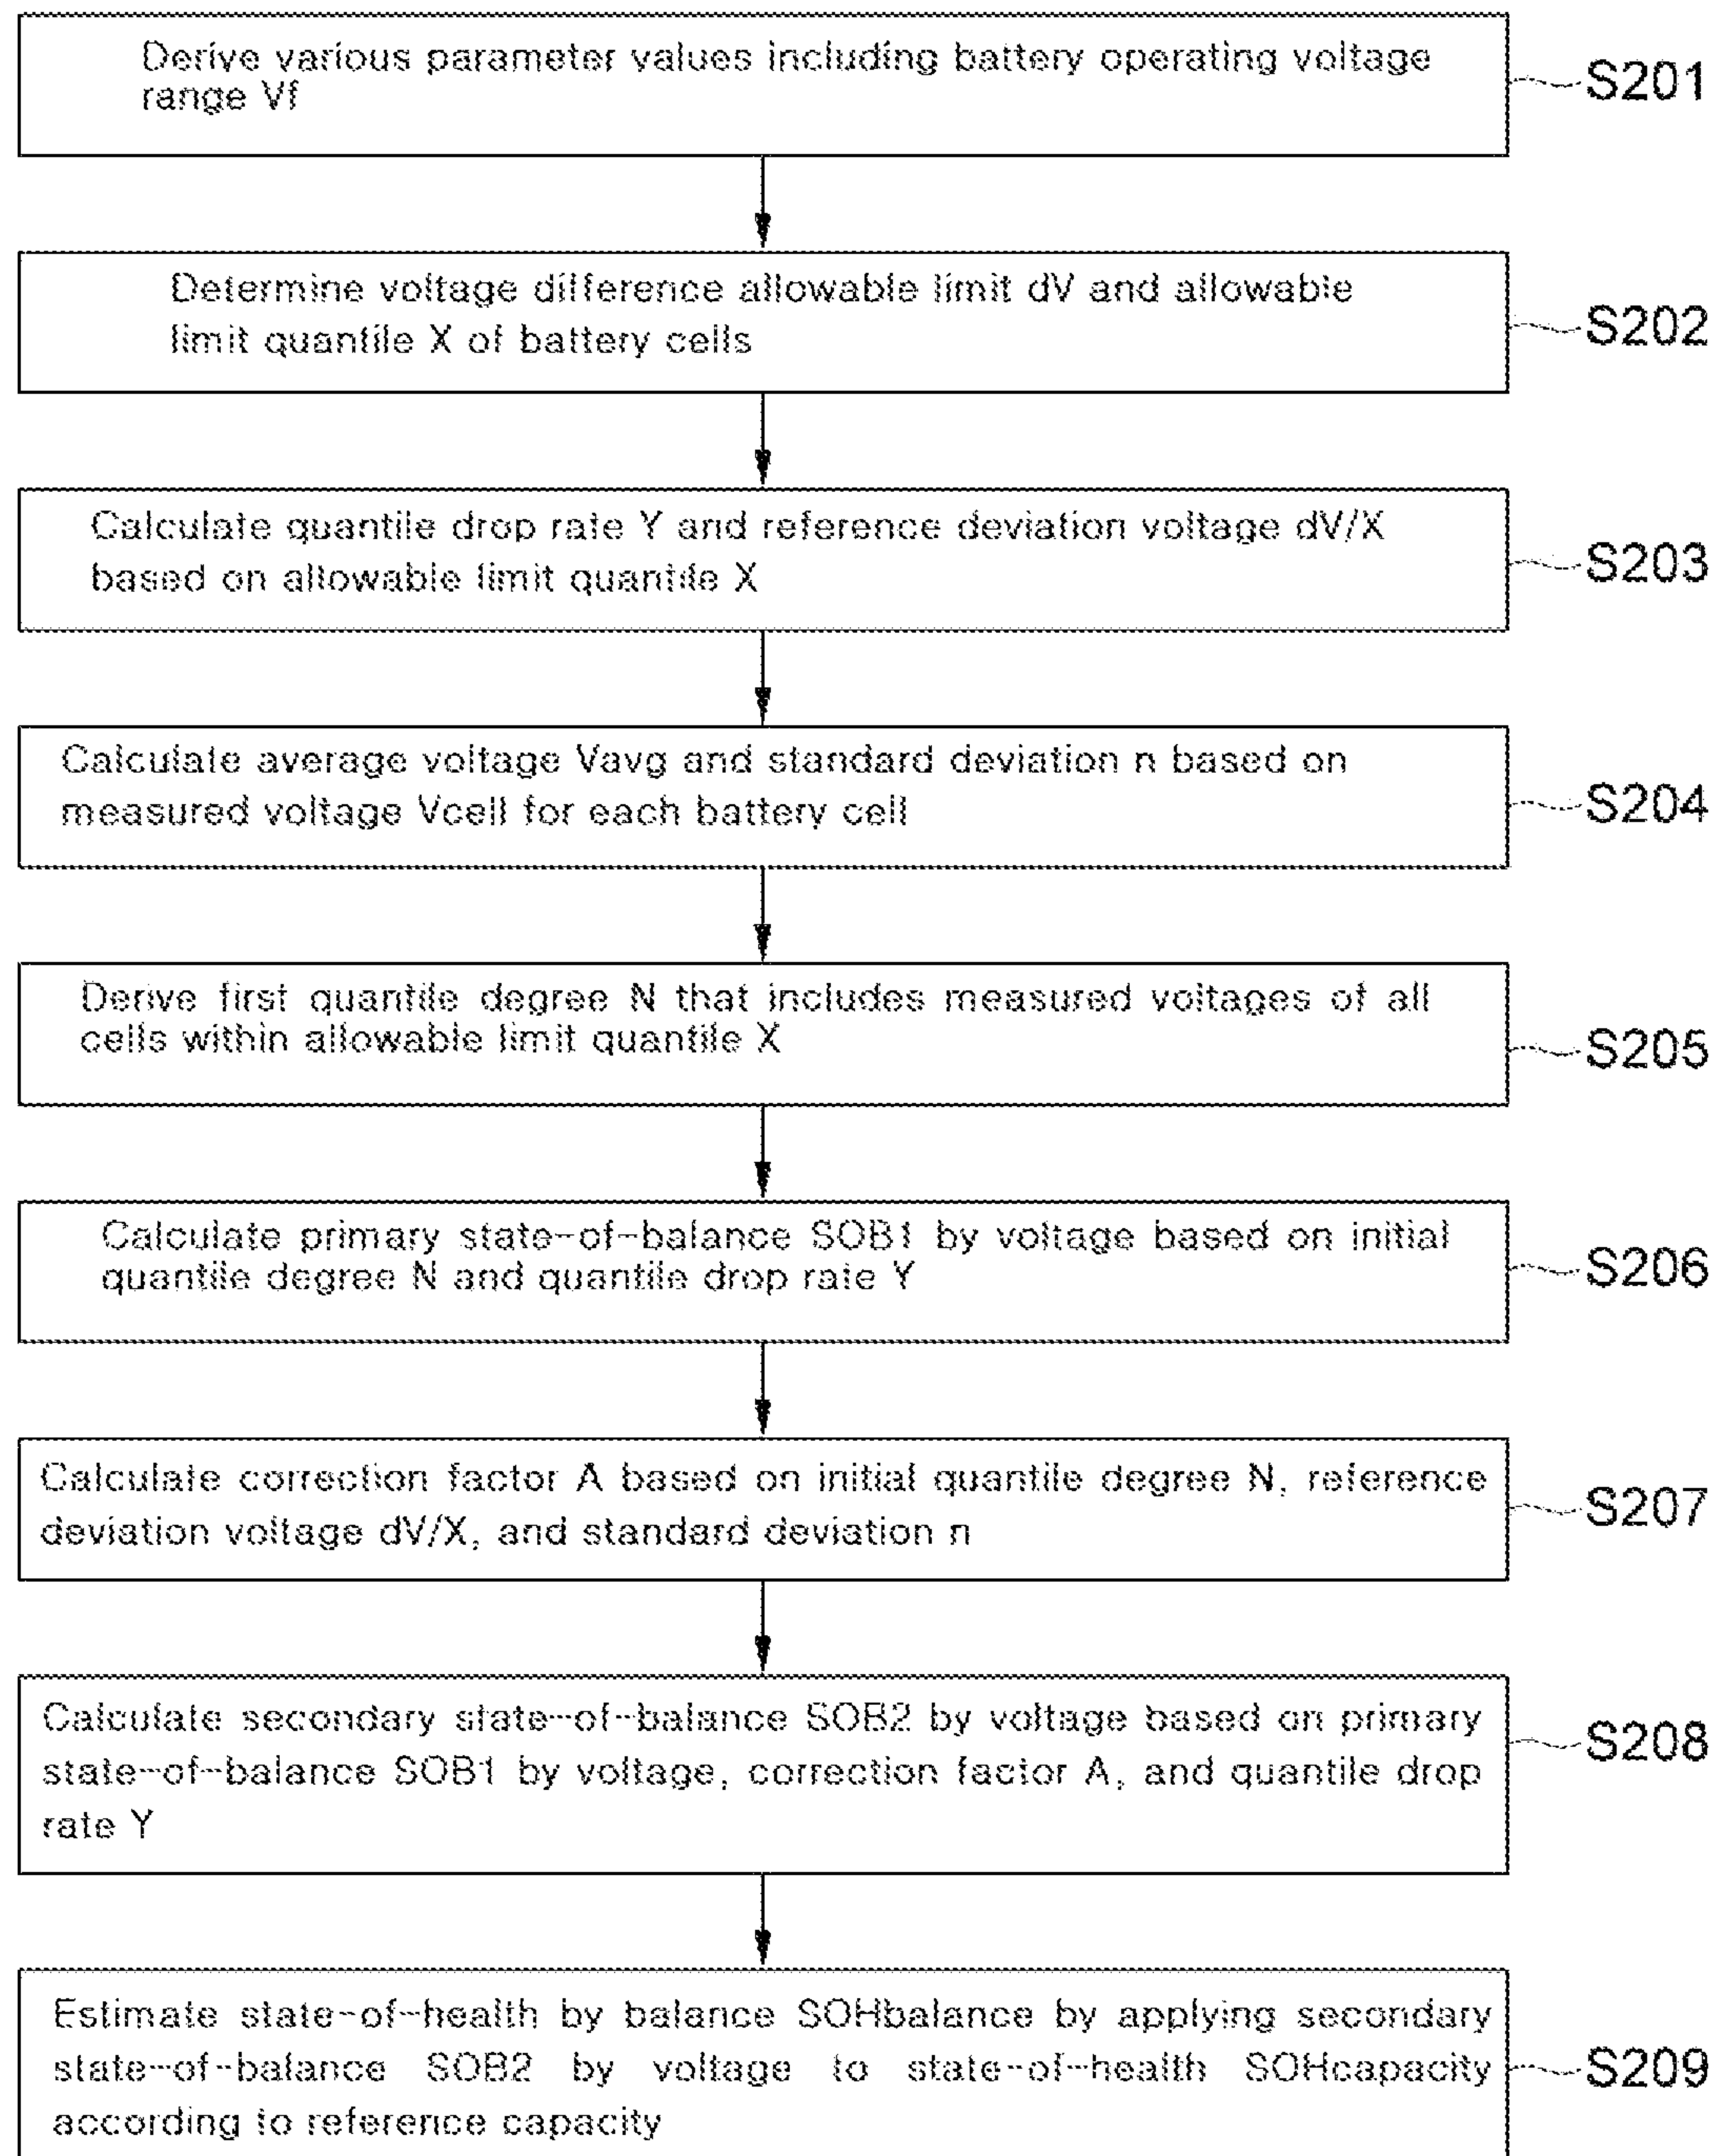 Derive various parameter values including battery operating voltage
range Vf
S201
Determine voltage difference allowable limit dV and allowable
limit quantile X of battery cells
S202
Calculate quantile drop rate Y and reference deviation voltage dV/X
based on allowable limit quantile X
S203
Calculate average voltage Vavg and standard deviation n based on
measured voltage Vcell for each battery cell
S204
Derive first quantile degree N that includes measured voltages of all
cells within allowable limit quantile X
S205
Calculate primary state-of-balance SOB1 by voltage based on initial
quantile degree N and quantile drop rate Y
S206
Calculate correction factor A based on initial quantile degree N, reference
deviation voltage dV/X, and standard deviation n
S207
Calculate secondary state-of-balance SOB2 by voltage based on primary
state-of-balance SOB1 by voltage, correction factor A, and quantile drop
rate Y
S208
Estimate state-of-health by balance SOHbalance by applying secondary
state-of-balance SOB2 by voltage to state-of-health SOHcapacity
according to reference capacity
S209